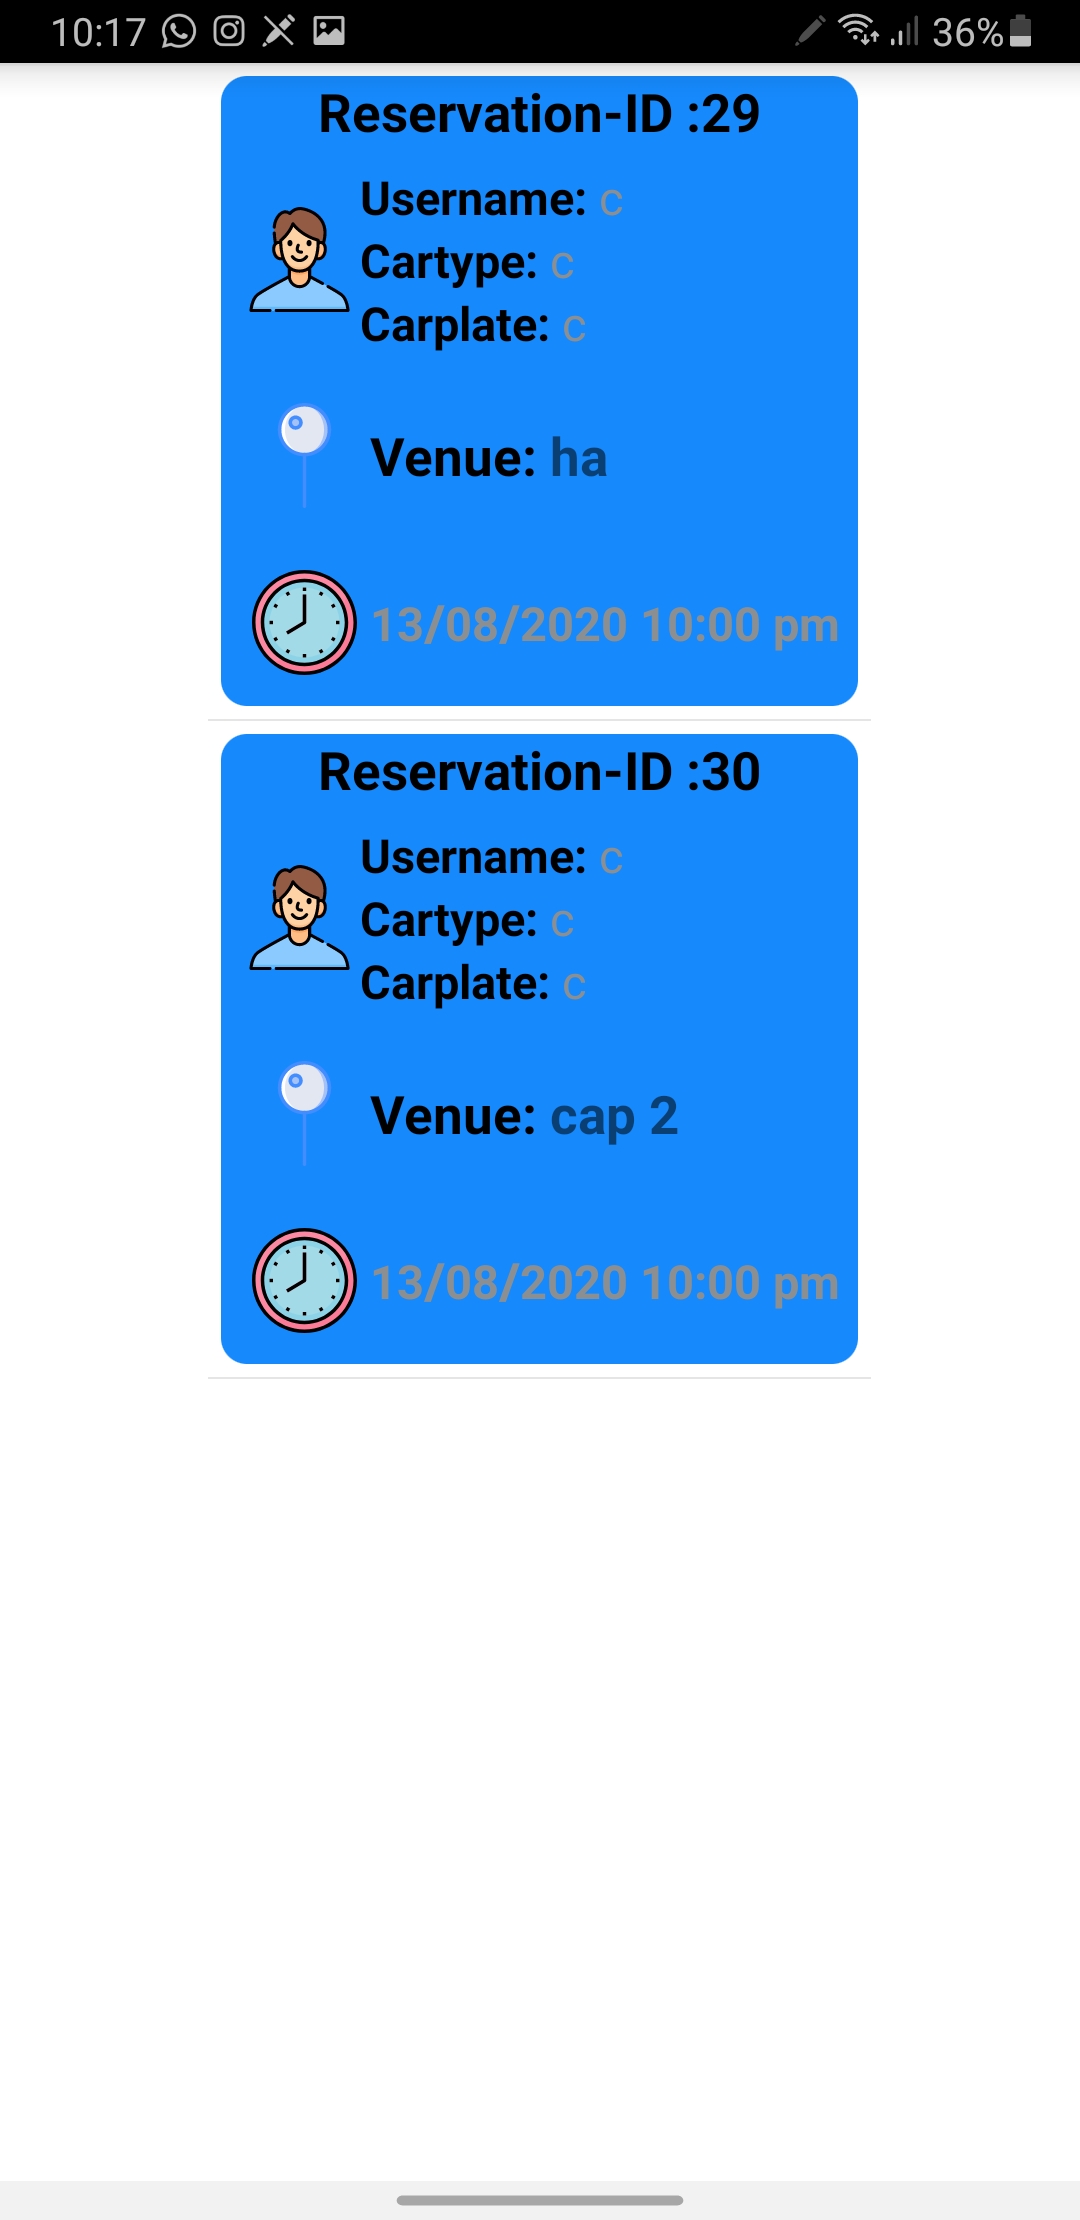 10:17 36%
Reservation-ID :29
Username: c
Cartype: c
Carplate: c
Venue: ha
13/08/2020 10:00 pm
Reservation-ID :30
Username: c
Cartype: c
Carplate: c
Venue: cap 2
13/08/2020 10:00 pm